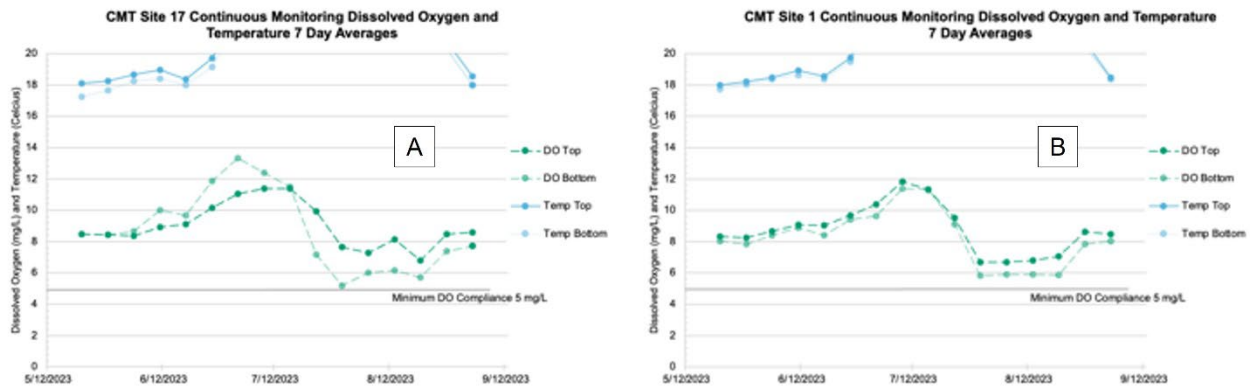 CMT Site 17 Continuous Monitoring Dissolved Oxygen and
Temperature 7 Day Averages
Dissolved Oxygen (mg/L) and Temperature (Celcius)
20
18
16
14
12
10
8
6
4
2
0
A
DO Top
DO Bottom
Temp Top
Temp Bottom
Minimum DO Compliance 5 mg/L
5/12/2023
6/12/2023
7/12/2023
8/12/2023
9/12/2023
CMT Site 1 Continuous Monitoring Dissolved Oxygen and Temperature
7 Day Averages
Dissolved Oxygen (mg/L) and Temperature (Celcius)
20
18
16
14
12
10
8
6
4
2
0
B
DO Top
DO Bottom
Temp Top
Temp Bottom
Minimum DO Compliance 5 mg/L
5/12/2023
6/12/2023
7/12/2023
8/12/2023
9/12/2023